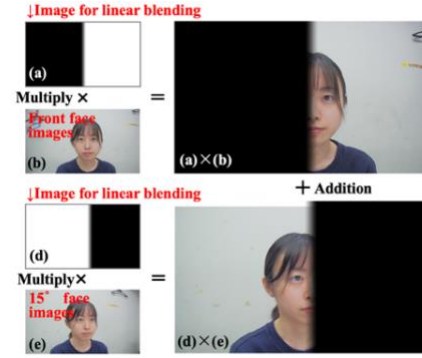 ↓Image for linear blending
(a)
Multiply ×
=
Front face
images
(b)
(a)×(b)
+ Addition
↓Image for linear blending
(d)
Multiply×
=
15° face
images
(e)
(d)×(e)